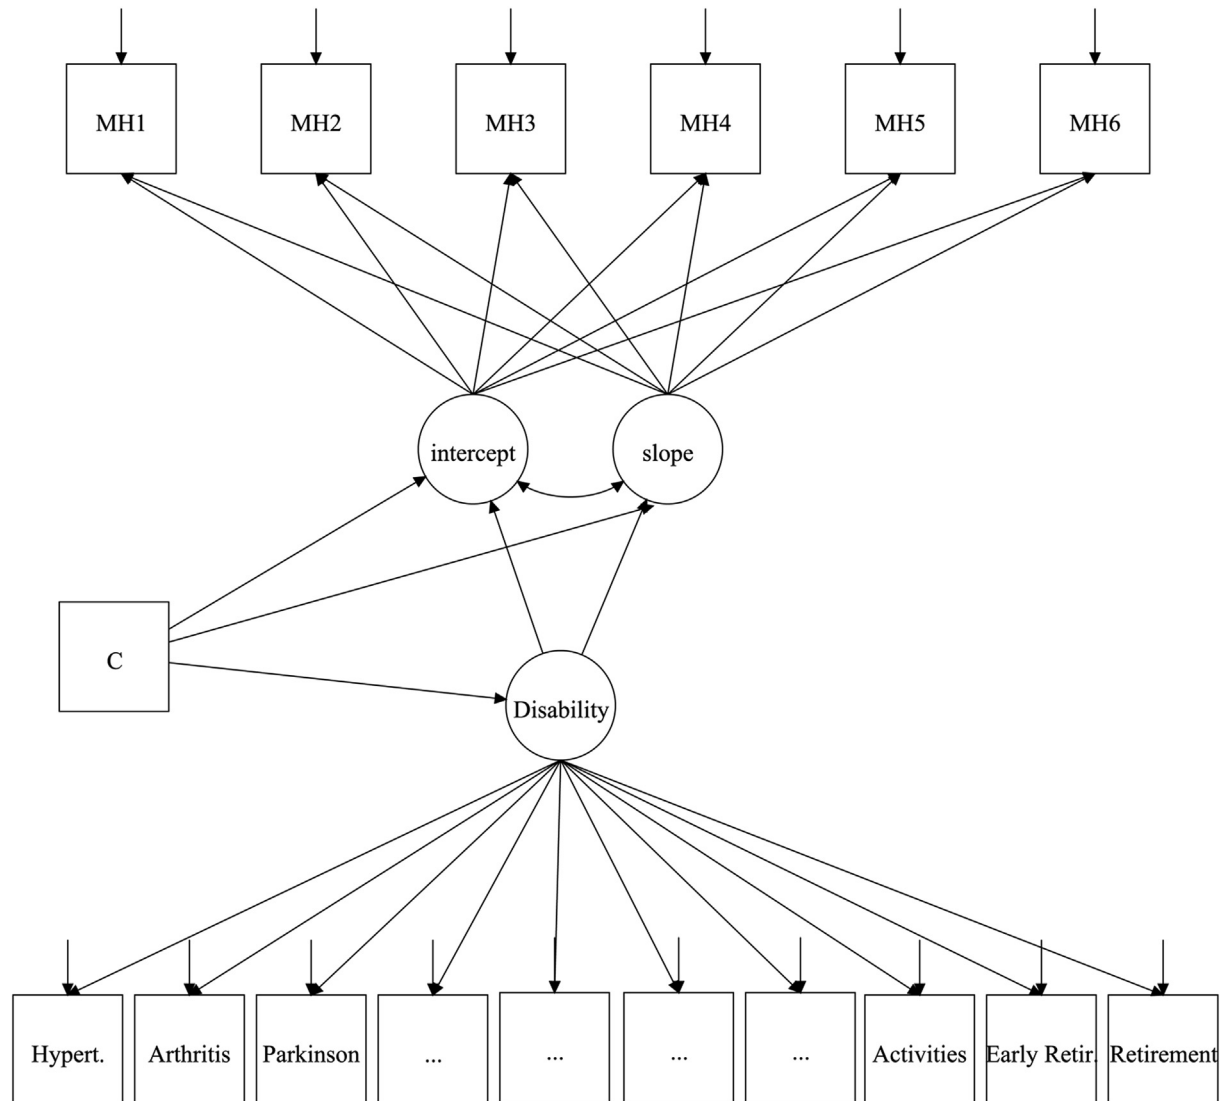 MH1 MH2 MH3 MH4 MH5 MH6
intercept slope
C
Disability
Hypert. Arthritis Parkinson ... ... ... ... Activities Early Retir. Retirement